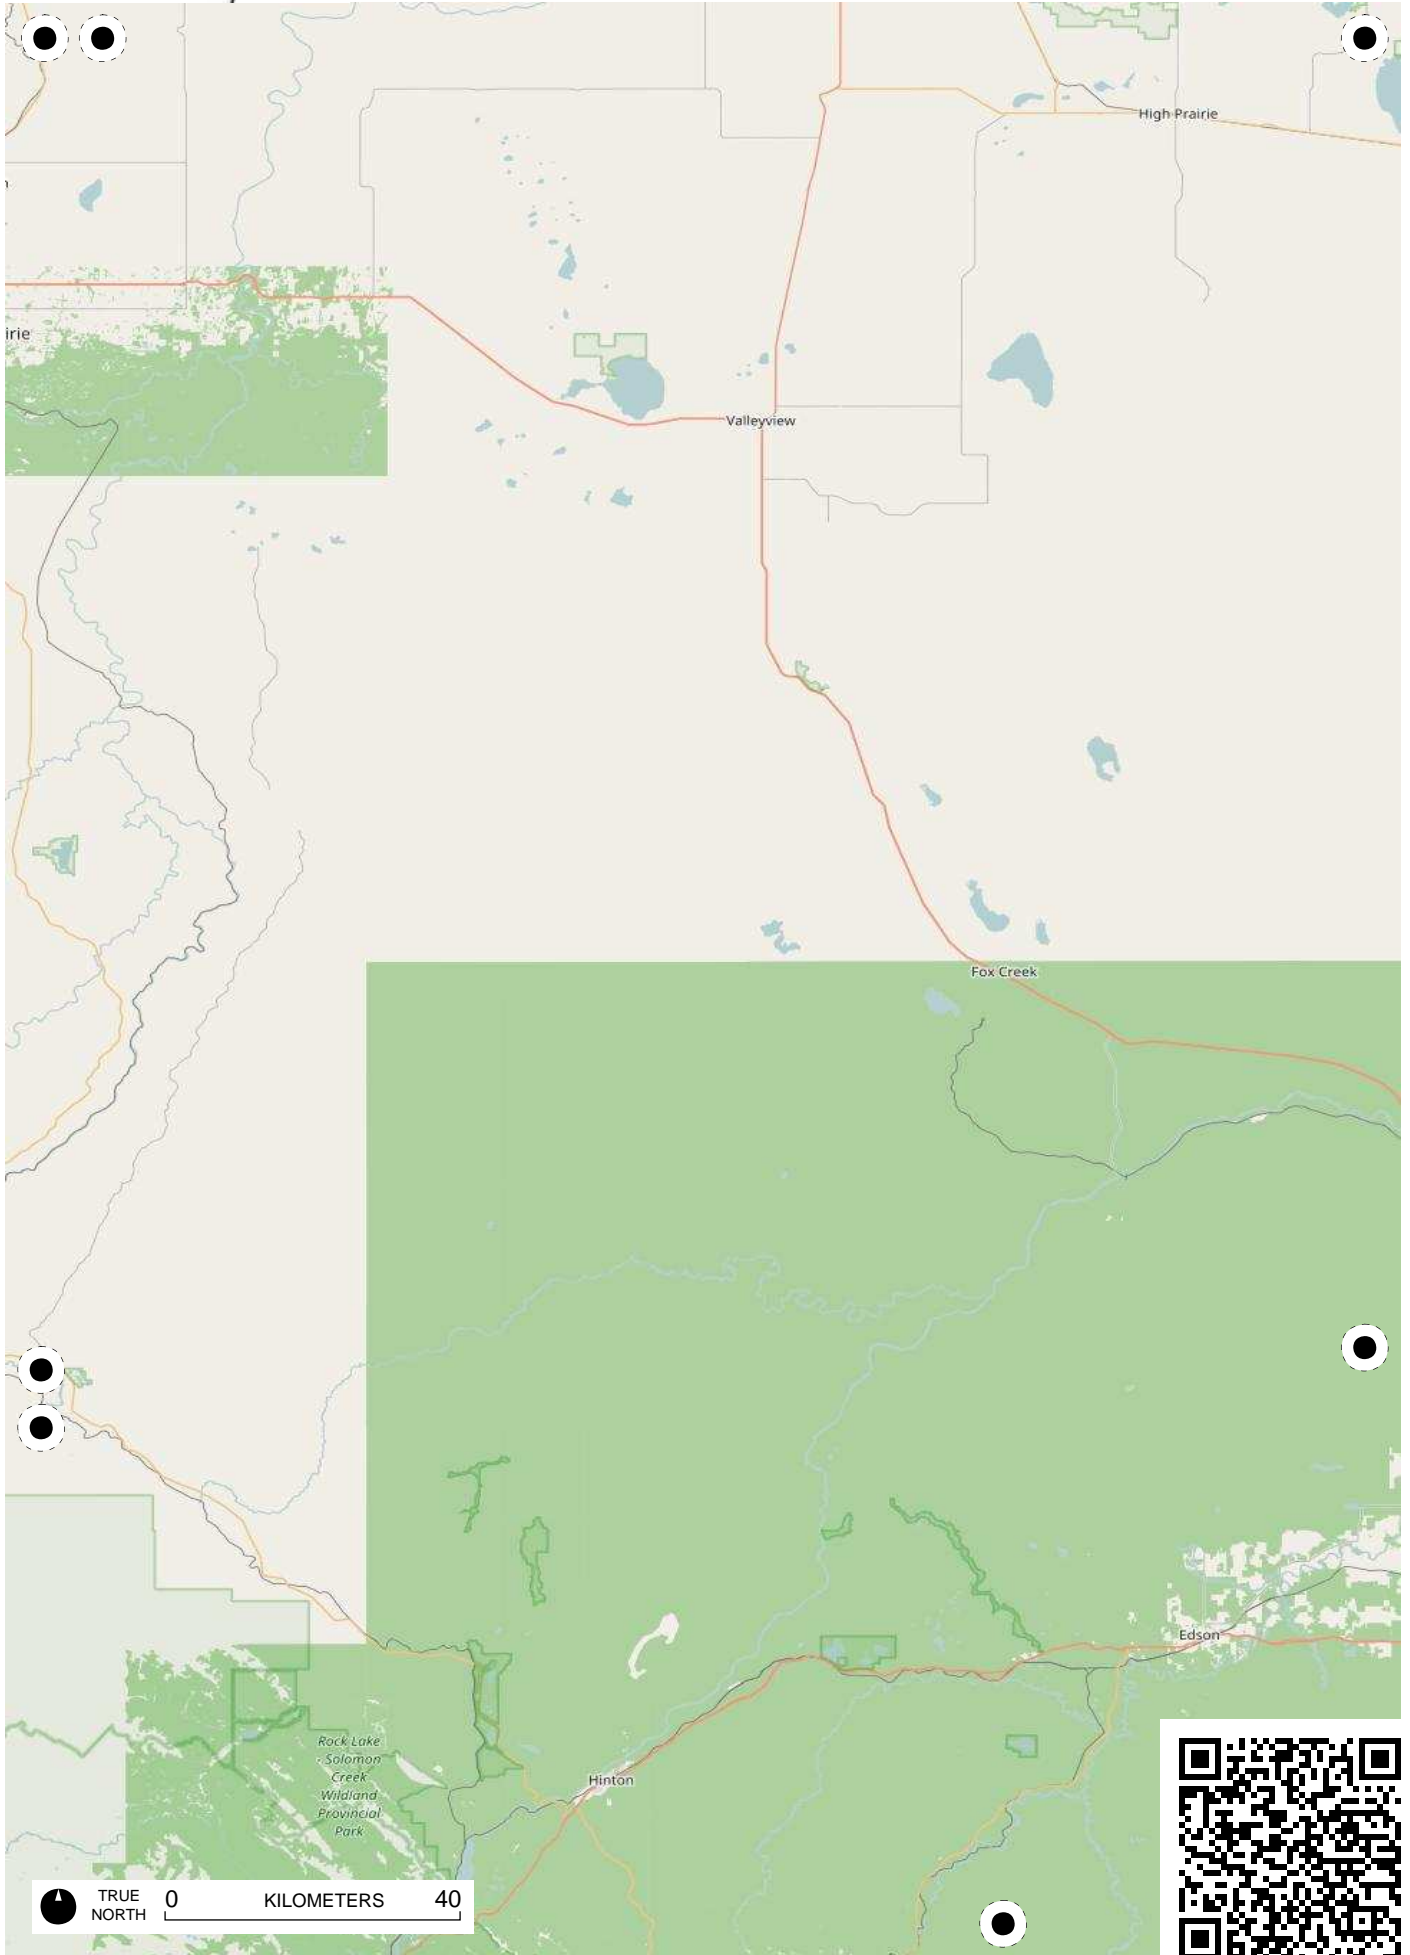 High Prairie
irie
Valleyview
Fox Creek
Edson
Rock Lake
- Solomon
Creek
Wildland
Provincial
Park
Hinton
TRUE
NORTH
0 KILOMETERS 40